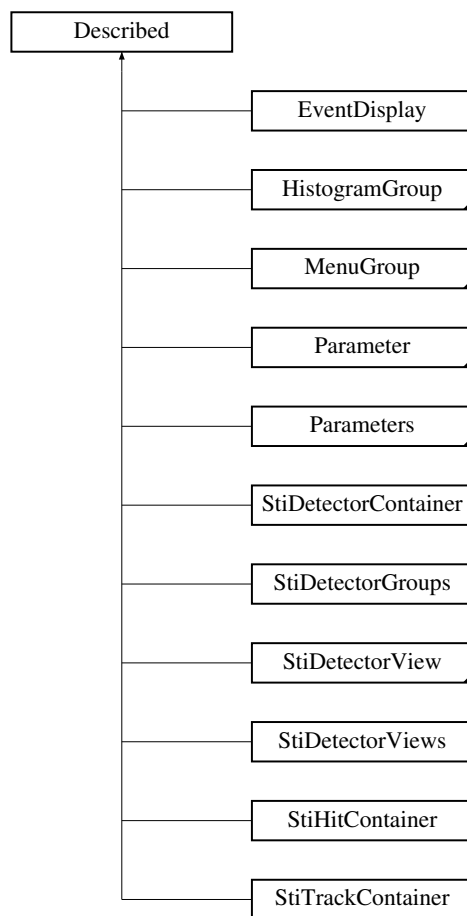 Described
EventDisplay
HistogramGroup
MenuGroup
Parameter
Parameters
StiDetectorContainer
StiDetectorGroups
StiDetectorView
StiDetectorViews
StiHitContainer
StiTrackContainer